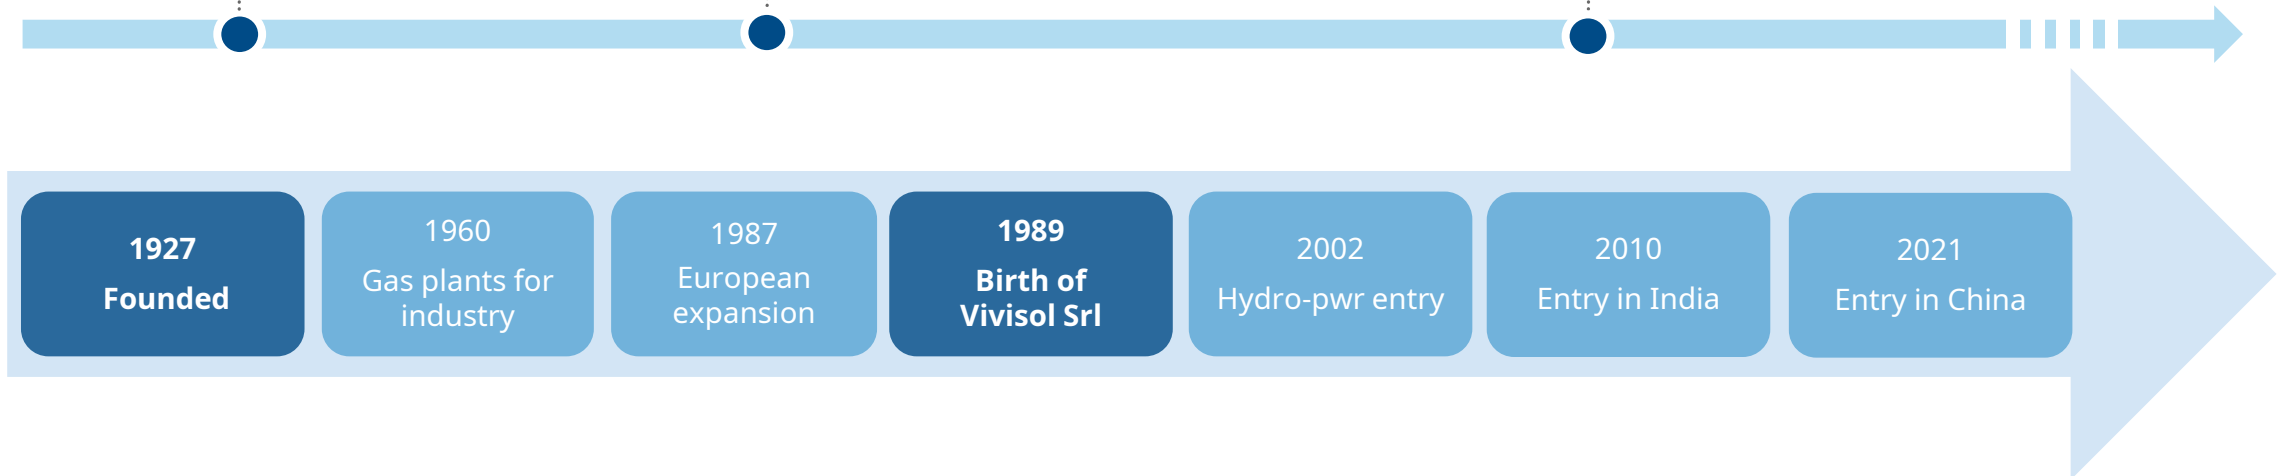 1927
Founded
1960
Gas plants for
industry
1987
European
expansion
1989
Birth of
Vivisol Srl
2002
Hydro-pwr entry
2010
Entry in India
2021
Entry in China